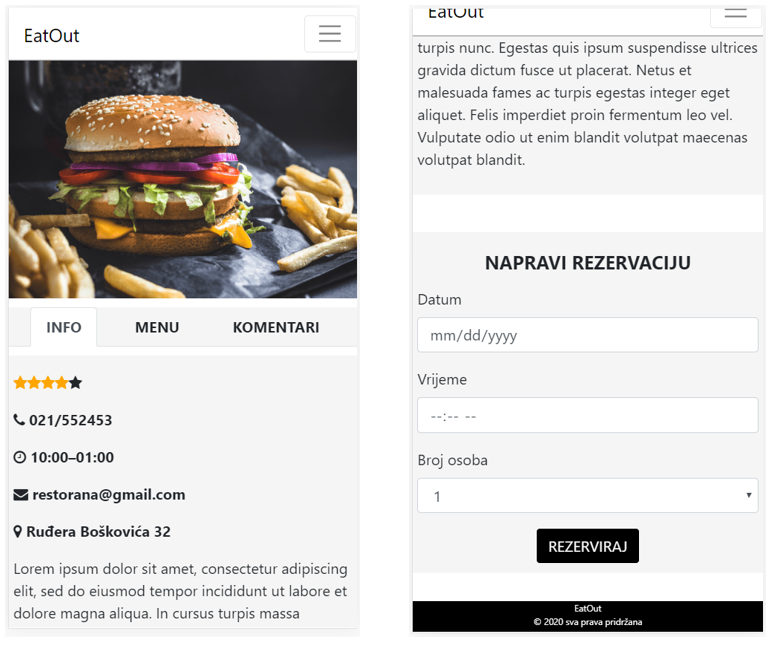 EatOut
INFO MENU KOMENTARI
021/552453
10:00–01:00
restorana@gmail.com
Ruđera Boškovića 32
Lorem ipsum dolor sit amet, consectetur adipiscing
elit, sed do eiusmod tempor incididunt ut labore et
dolore magna aliqua. In cursus turpis massa
EatOut
turpis nunc. Egestas quis ipsum suspendisse ultrices
gravida dictum fusce ut placerat. Netus et
malesuada fames ac turpis egestas integer eget
aliquet. Felis imperdiet proin fermentum leo vel.
Vulputate odio ut enim blandit volutpat maecenas
volutpat blandit.
NAPRAVI REZERVACIJU
Datum
mm/dd/yyyy
Vrijeme
--:-- --
Broj osoba
1
REZERVIRAJ
EatOut
© 2020 sva prava pridržana